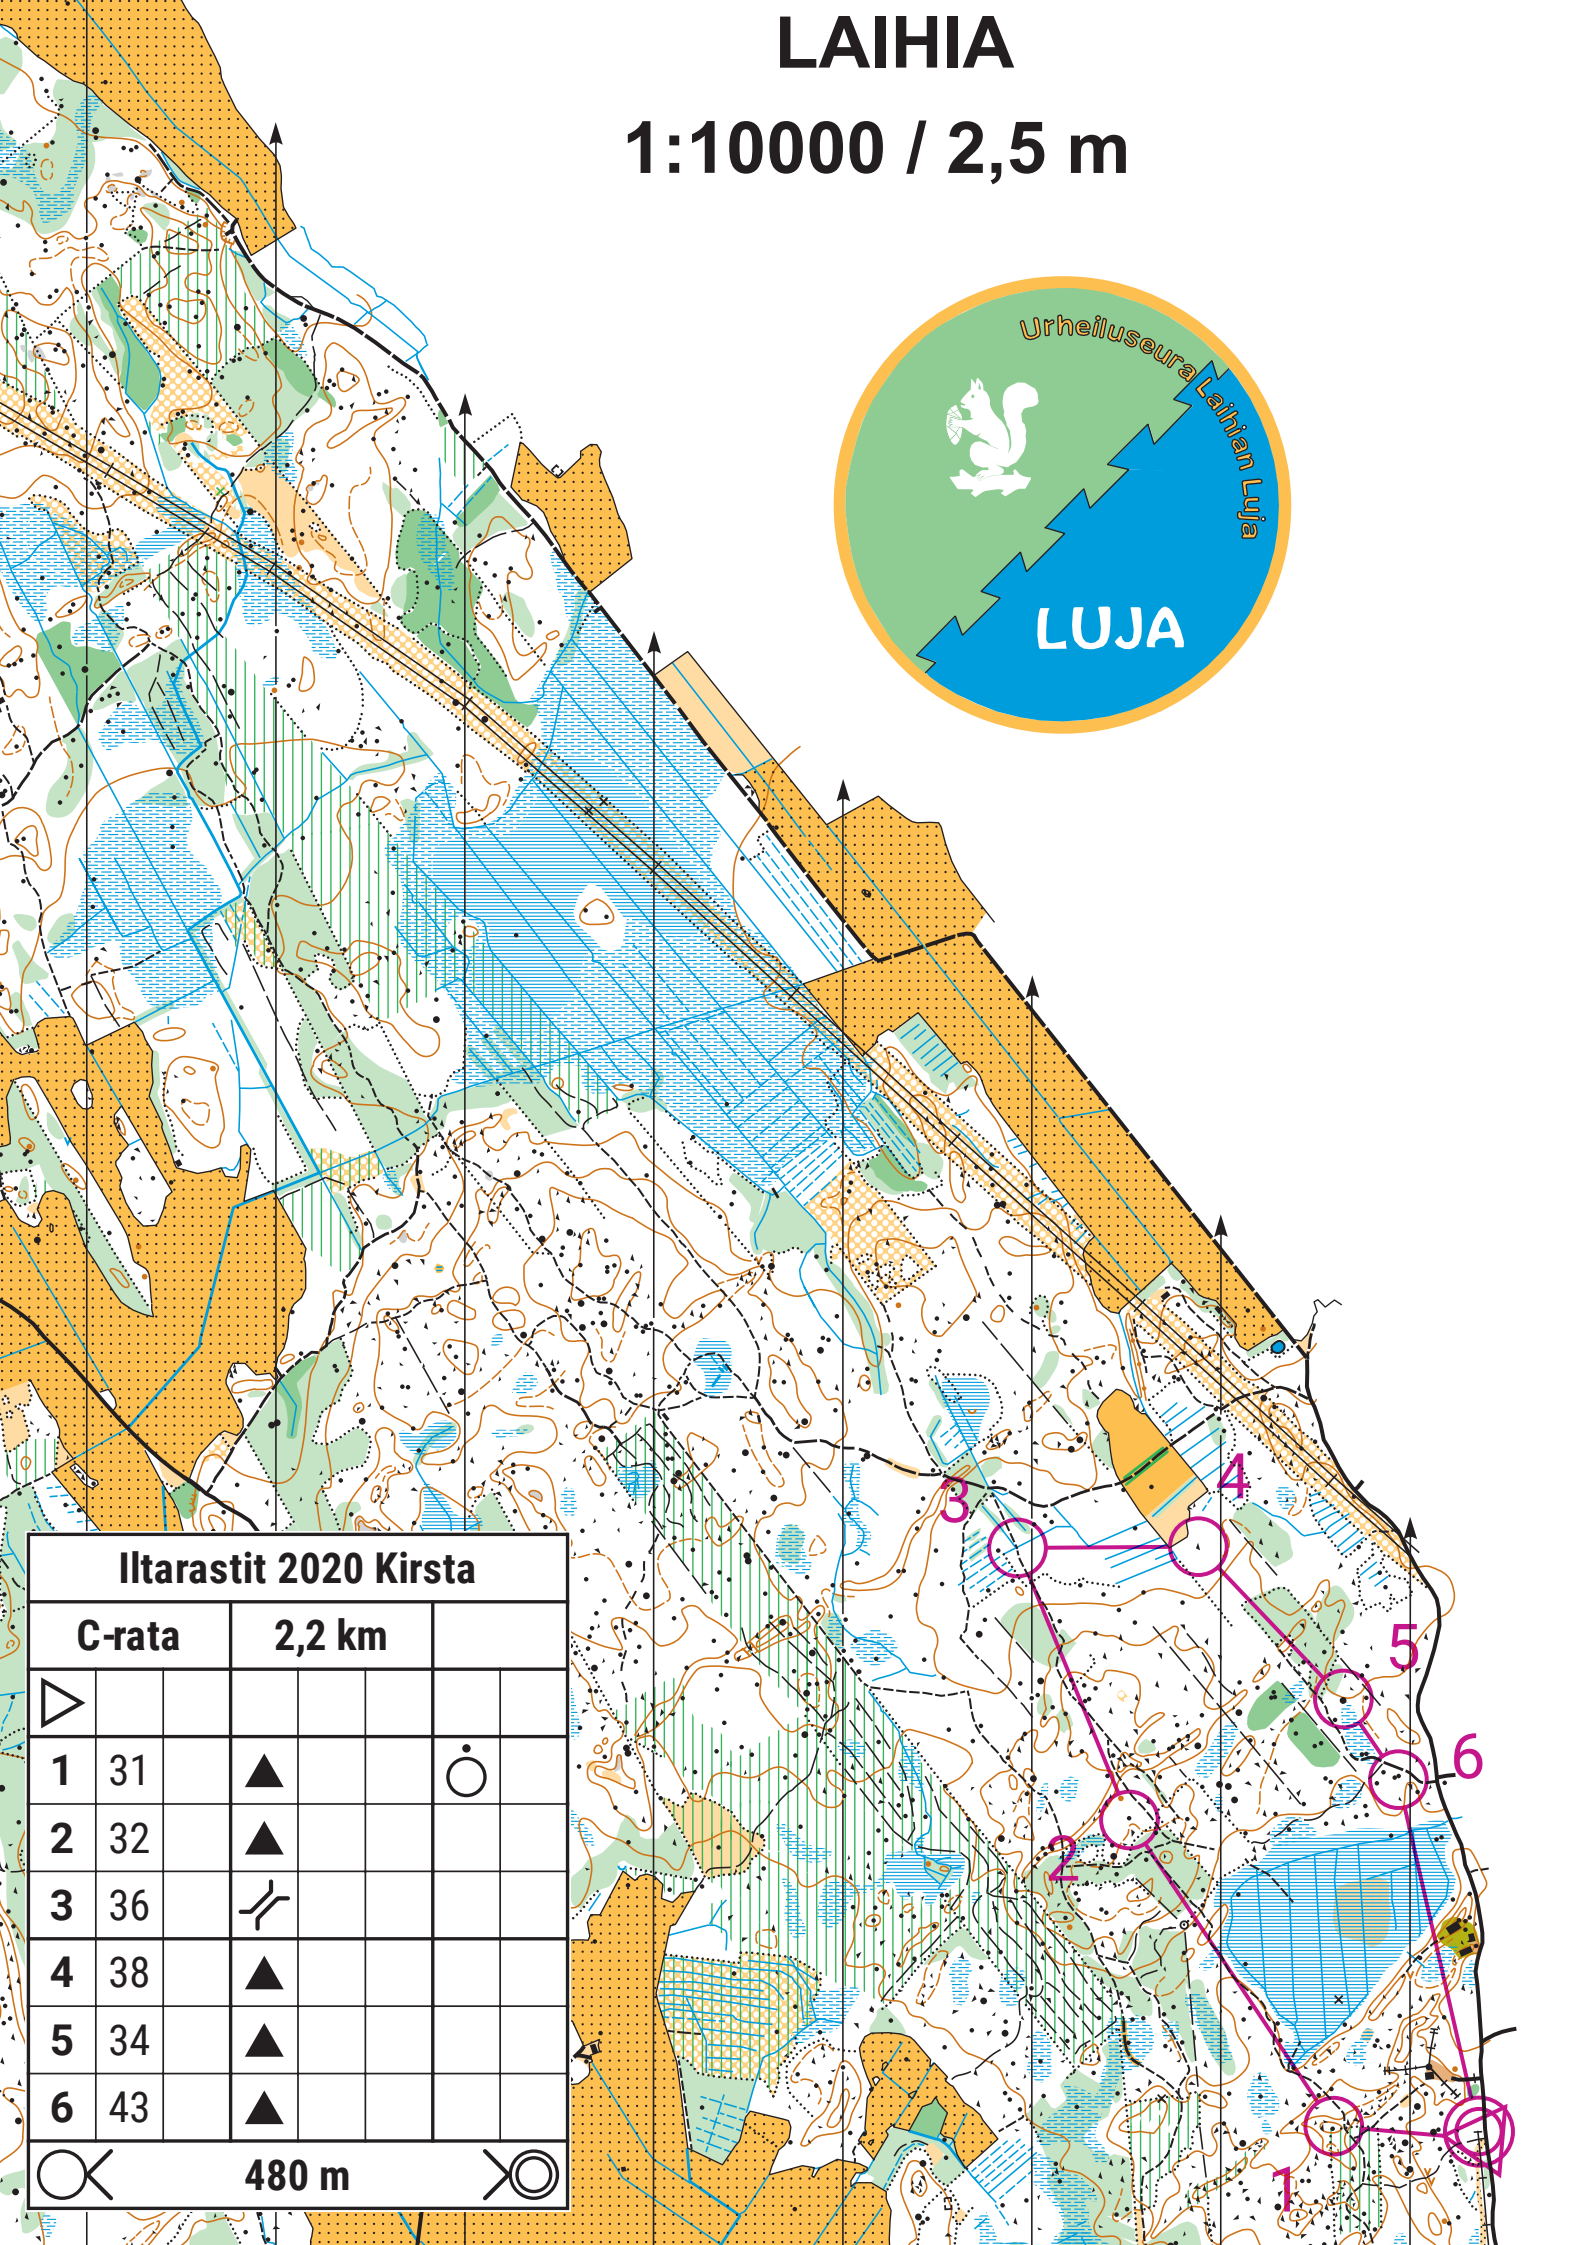 LAIHIA
1:10000 / 2,5 m
Urheiluseura Laihian Luja
LUJA
3
4
5
6
2
1
Iltarastit 2020 Kirsta
C-rata 2,2 km
1 31
2 32
3 36
4 38
5 34
6 43
480 m